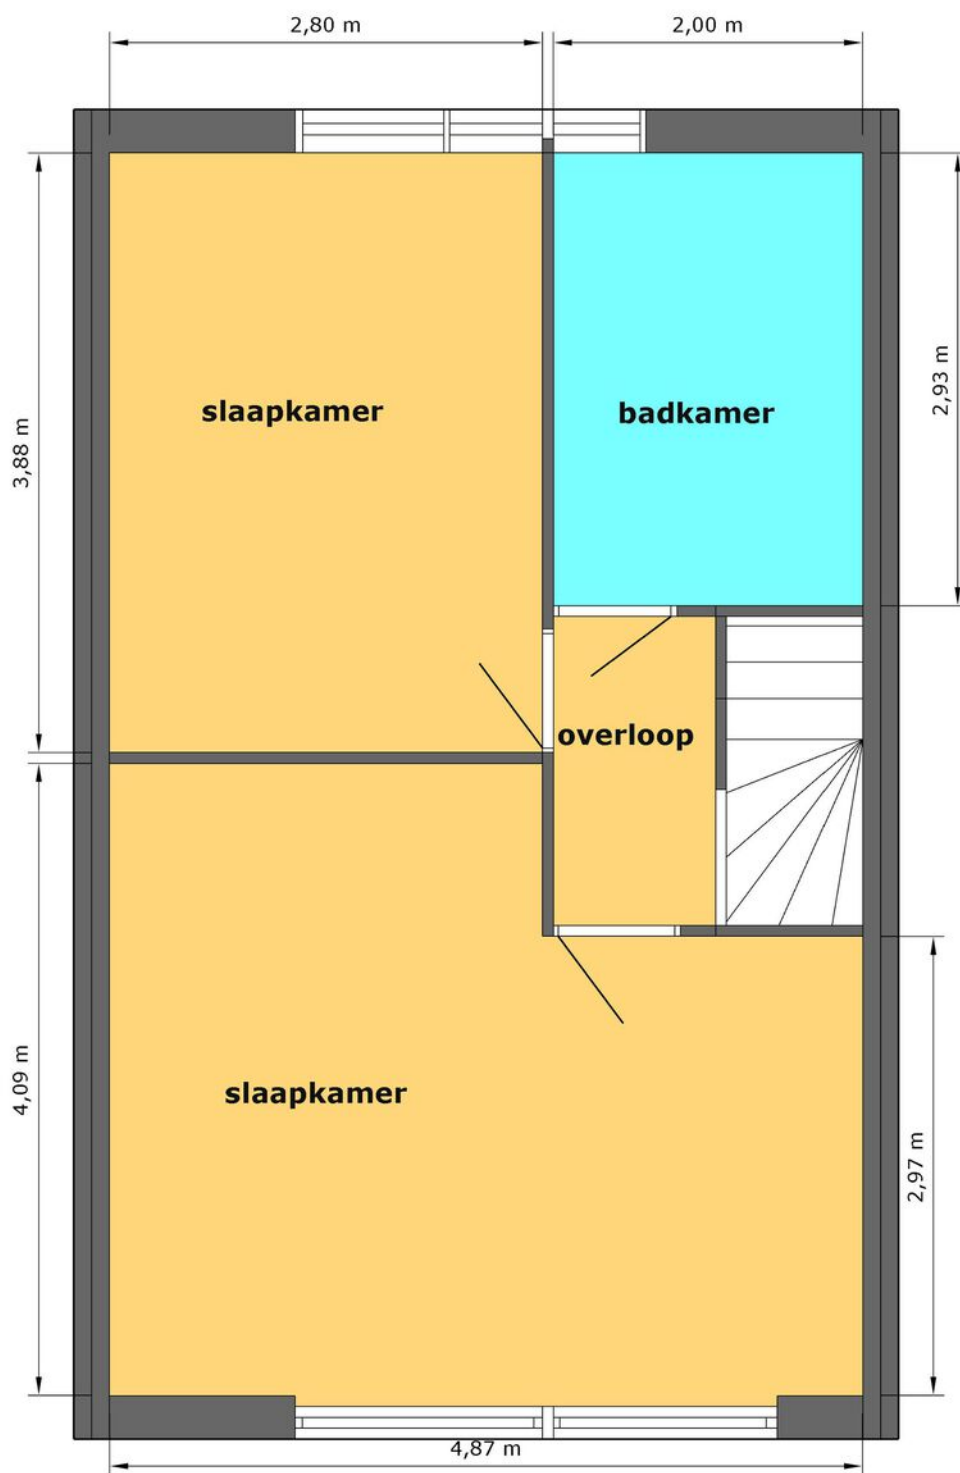 2,80 m
2,00 m
slaapkamer
badkamer
3,88 m
2,93 m
overloop
slaapkamer
4,09 m
2,97 m
4,87 m